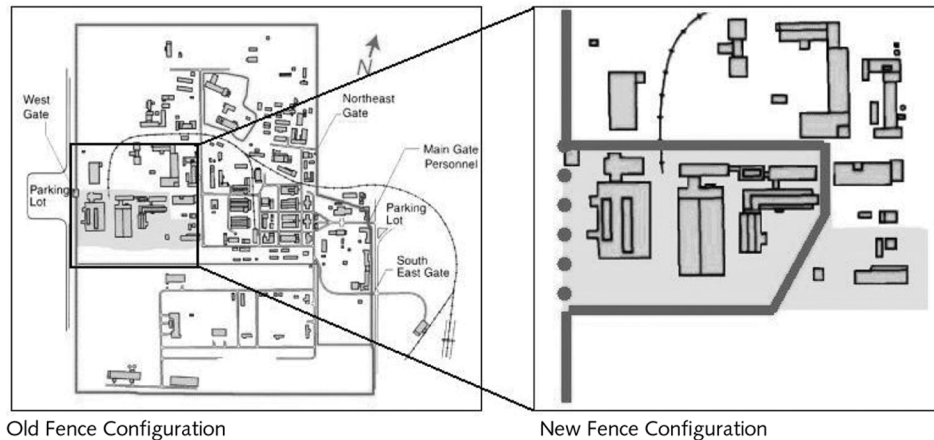 N
West
Gate
Northeast
Gate
Main Gate
Personnel
Parking
Lot
Parking
Lot
South
East Gate
Old Fence Configuration
New Fence Configuration